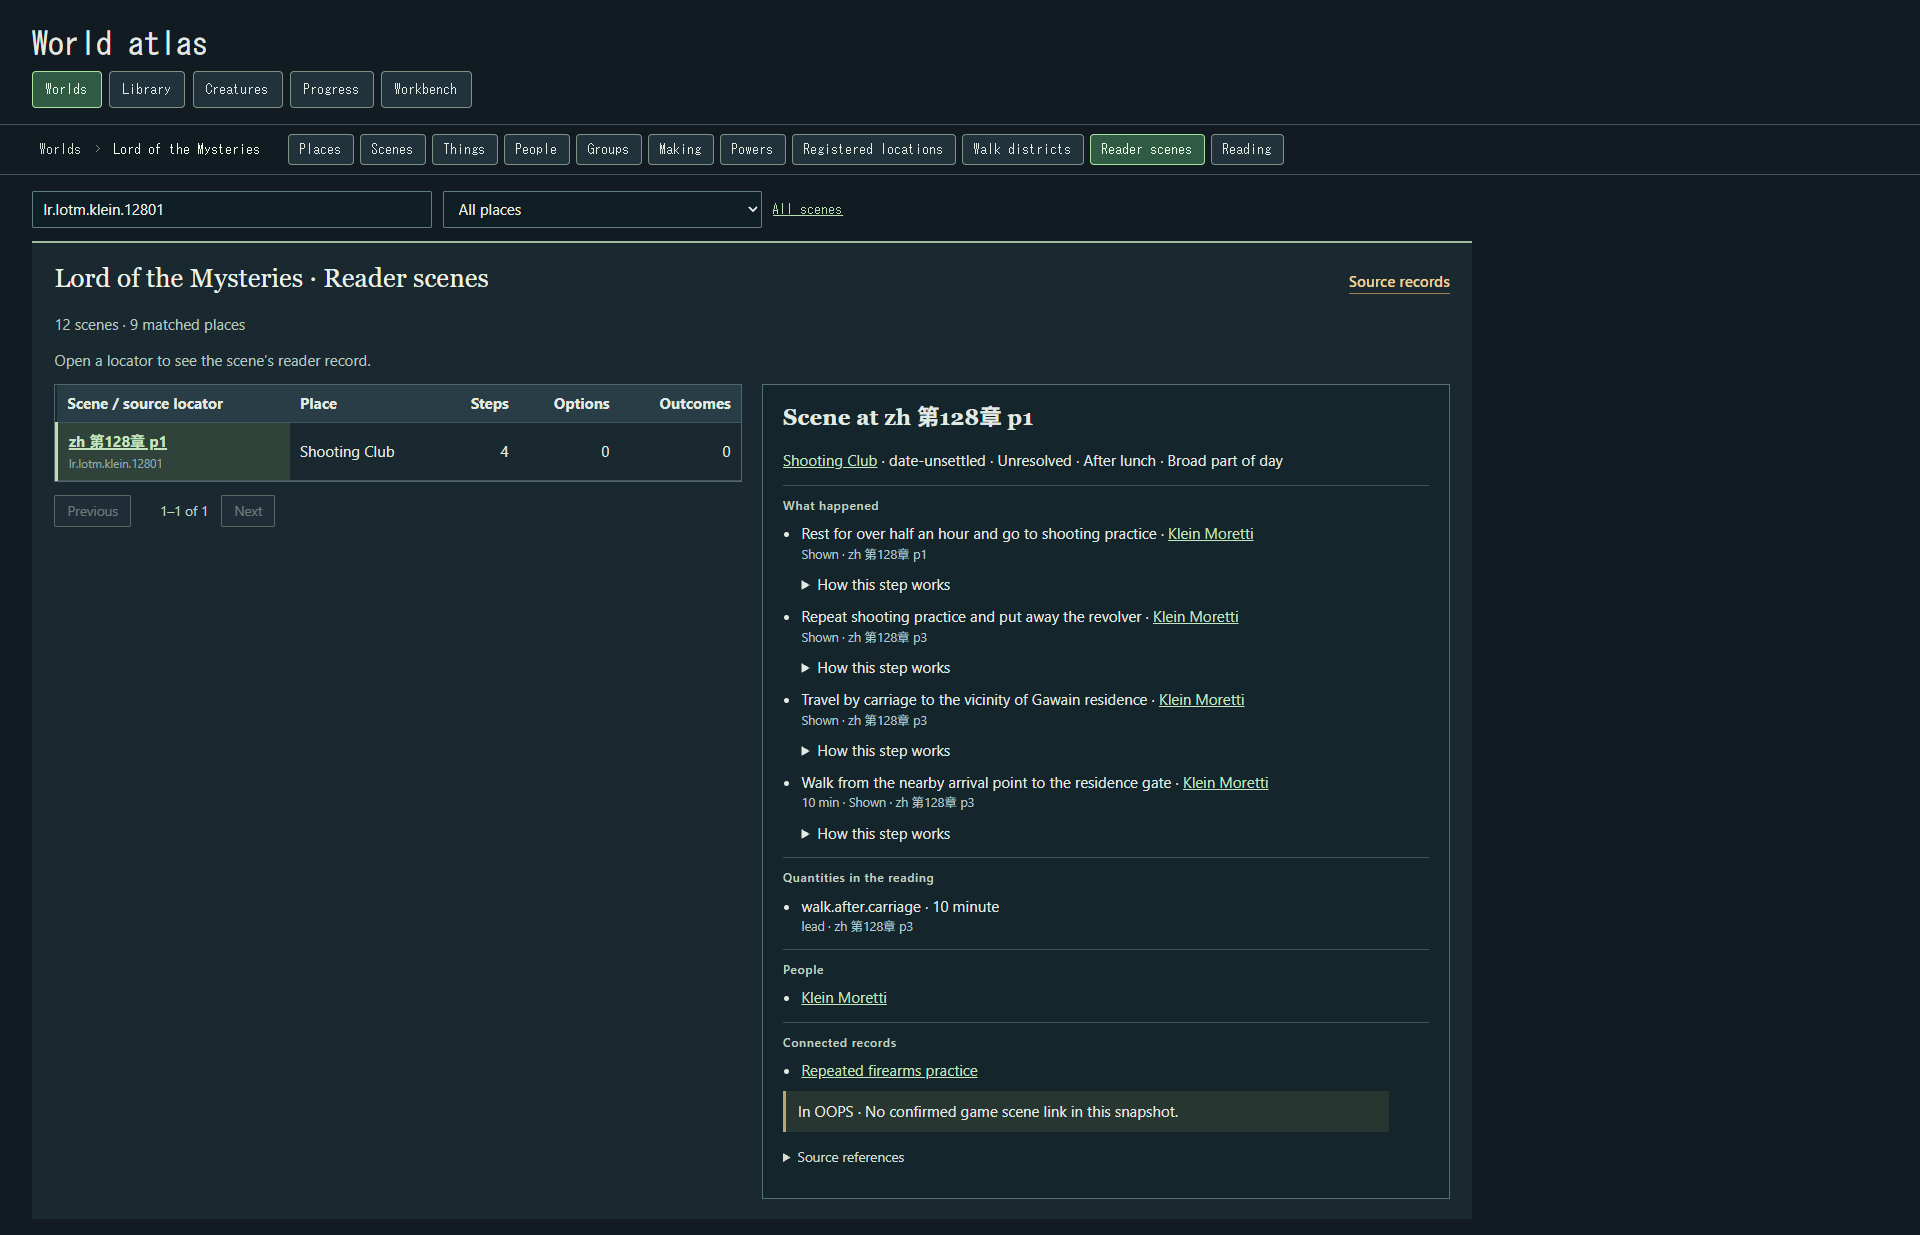 World atlas
Worlds Library Creatures Progress Workbench
Worlds > Lord of the Mysteries Places Scenes Things People Groups Making Powers Registered locations Walk districts Reader scenes Reading
lr.lotm.klein.12801 All places All scenes
Lord of the Mysteries · Reader scenes
Source records
12 scenes · 9 matched places
Open a locator to see the scene's reader record.
Scene / source locator Place Steps Options Outcomes
zh 第128章 p1
lr.lotm.klein.12801
Shooting Club 4 0 0
Previous 1–1 of 1 Next
Scene at zh 第128章 p1
Shooting Club · date-unsettled · Unresolved · After lunch · Broad part of day
What happened
Rest for over half an hour and go to shooting practice · Klein Moretti
Shown · zh 第128章 p1
How this step works
Repeat shooting practice and put away the revolver · Klein Moretti
Shown · zh 第128章 p3
How this step works
Travel by carriage to the vicinity of Gawain residence · Klein Moretti
Shown · zh 第128章 p3
How this step works
Walk from the nearby arrival point to the residence gate · Klein Moretti
10 min · Shown · zh 第128章 p3
How this step works
Quantities in the reading
walk.after.carriage · 10 minute
lead · zh 第128章 p3
People
Klein Moretti
Connected records
Repeated firearms practice
In OOPS · No confirmed game scene link in this snapshot.
Source references